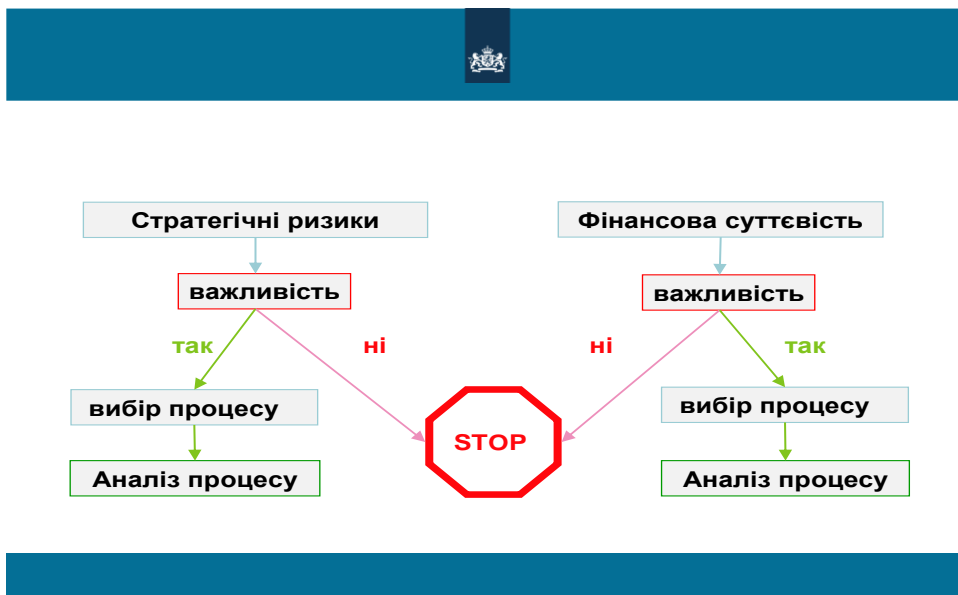 Стратегічні ризики
Фінансова суттєвість
важливість
важливість
так
ні
ні
так
вибір процесу
вибір процесу
STOP
Аналіз процесу
Аналіз процесу